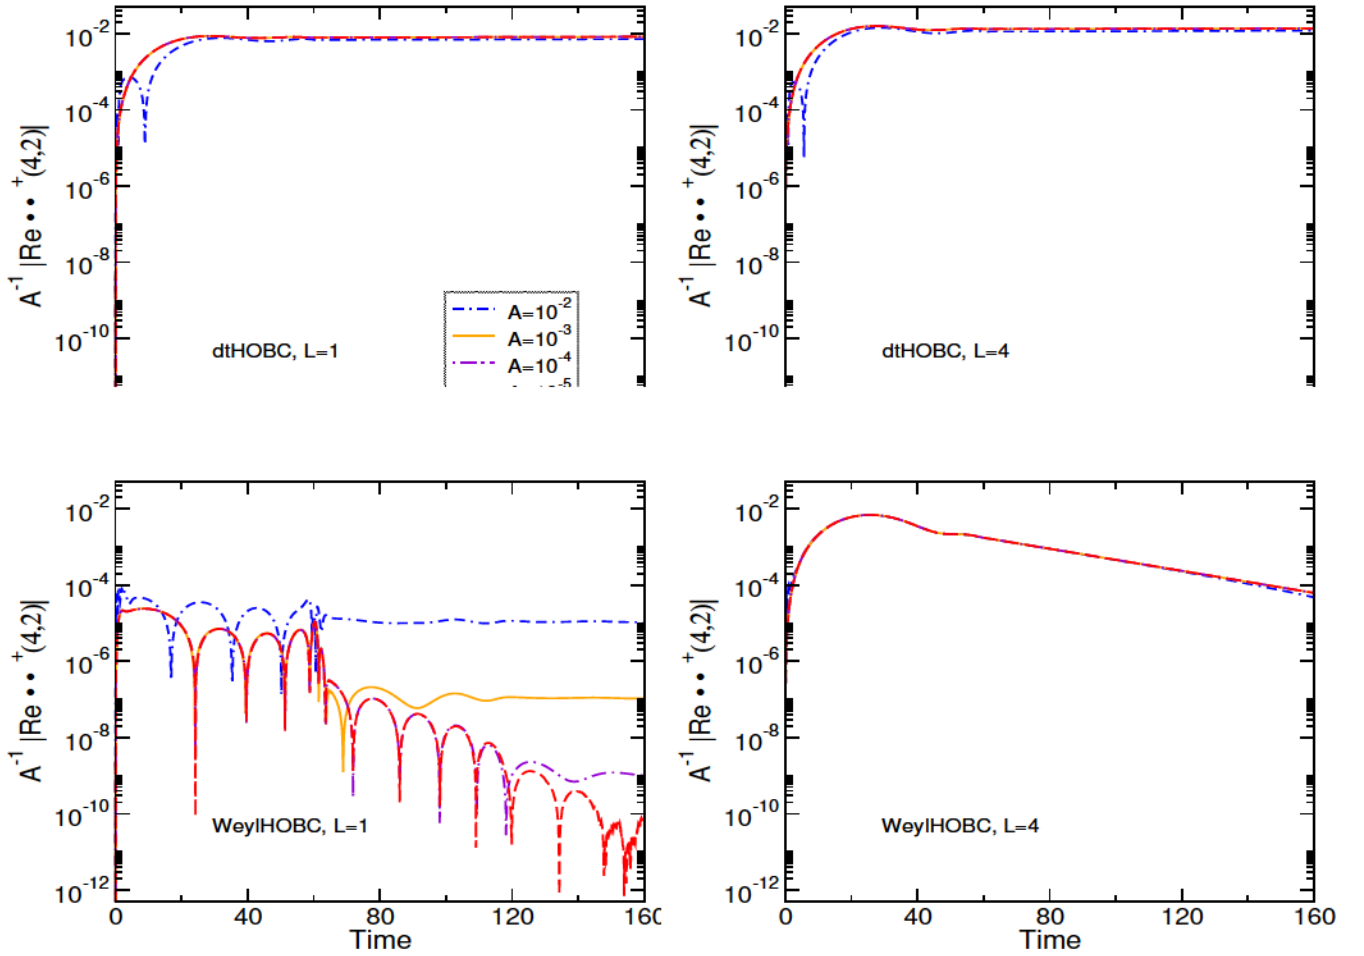 10⁻² 10⁻⁴ 10⁻⁶ 10⁻⁸ 10⁻¹⁰
A⁻¹ |Re•• ⁺(4,2)|
dtHOBC, L=1
A=10⁻²
A=10⁻³
A=10⁻⁴
10⁻² 10⁻⁴ 10⁻⁶ 10⁻⁸ 10⁻¹⁰
A⁻¹ |Re•• ⁺(4,2)|
dtHOBC, L=4
10⁻² 10⁻⁴ 10⁻⁶ 10⁻⁸ 10⁻¹⁰ 10⁻¹²
A⁻¹ |Re•• ⁺(4,2)|
WeylHOBC, L=1
0 40 80 120 160
Time
10⁻² 10⁻⁴ 10⁻⁶ 10⁻⁸ 10⁻¹⁰ 10⁻¹²
A⁻¹ |Re•• ⁺(4,2)|
WeylHOBC, L=4
0 40 80 120 160
Time